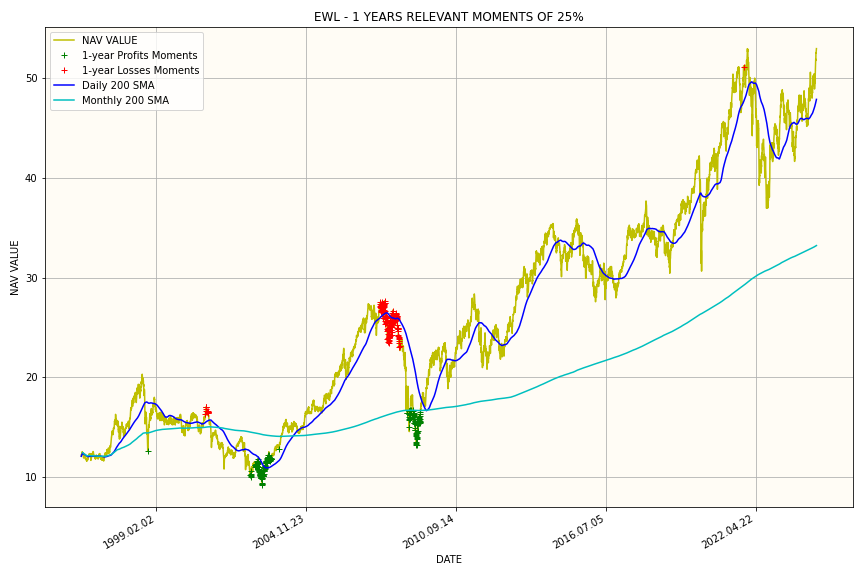 EWL - 1 YEARS RELEVANT MOMENTS OF 25%
NAV VALUE
1-year Profits Moments
1-year Losses Moments
Daily 200 SMA
Monthly 200 SMA
50
40
30
20
10
NAV VALUE
1999.02.02
2004.11.23
2010.09.14
2016.07.05
2022.04.22
DATE